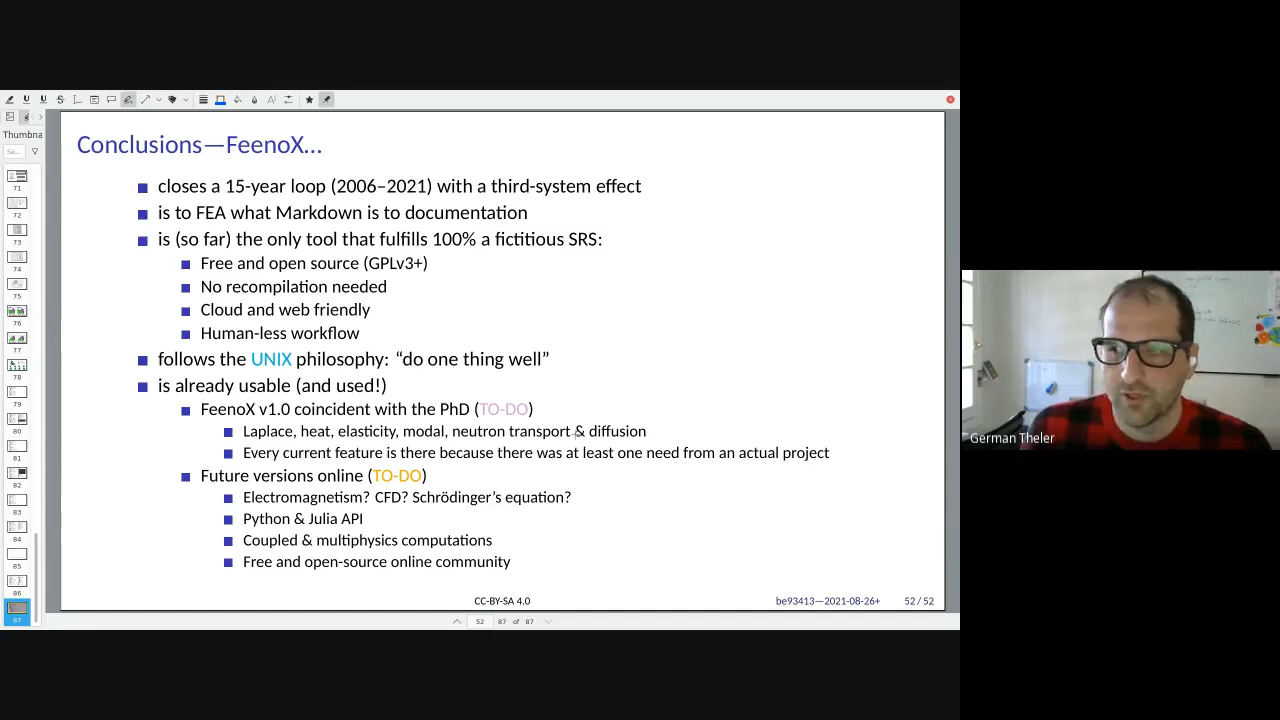 Thumbna
Se...
71
72
73
74
75
76
77
78
79
80
81
82
83
84
85
86
87
Conclusions—FeenoX...
closes a 15-year loop (2006–2021) with a third-system effect
is to FEA what Markdown is to documentation
is (so far) the only tool that fulfills 100% a fictitious SRS:
Free and open source (GPLv3+)
No recompilation needed
Cloud and web friendly
Human-less workflow
follows the UNIX philosophy: “do one thing well”
is already usable (and used!)
FeenoX v1.0 coincident with the PhD (TO-DO)
Laplace, heat, elasticity, modal, neutron transport & diffusion
Every current feature is there because there was at least one need from an actual project
Future versions online (TO-DO)
Electromagnetism? CFD? Schrödinger’s equation?
Python & Julia API
Coupled & multiphysics computations
Free and open-source online community
CC-BY-SA 4.0
be93413—2021-08-26+
52 / 52
52
87 of 87
German Theler